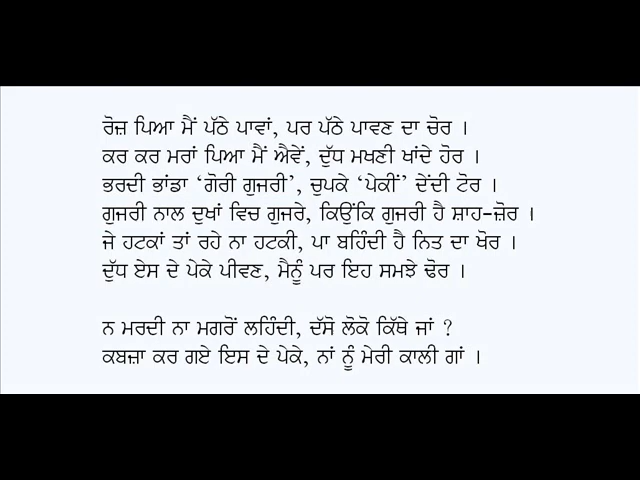 ਰੋਜ਼ ਪਿਆ ਮੈਂ ਪੱਠੇ ਪਾਵਾਂ, ਪਰ ਪੱਠੇ ਪਾਵਣ ਦਾ ਚੋਰ ।
ਕਰ ਕਰ ਮਰਾਂ ਪਿਆ ਮੈਂ ਐਵੇਂ, ਦੁੱਧ ਮਖਣੀ ਖਾਂਦੇ ਹੋਰ ।
ਭਰਦੀ ਭਾਂਡਾ ‘ਗੋਰੀ ਗੁਜਰੀ’, ਚੁਪਕੇ ‘ਪੇਕੀਂ’ ਦੇਂਦੀ ਟੋਰ ।
ਗੁਜਰੀ ਨਾਲ ਦੁਖਾਂ ਵਿਚ ਗੁਜਰੇ, ਕਿਉਂਕਿ ਗੁਜਰੀ ਹੈ ਸ਼ਾਹ-ਜ਼ੋਰ ।
ਜੇ ਹਟਕਾਂ ਤਾਂ ਰਹੇ ਨਾ ਹਟਕੀ, ਪਾ ਬਹਿੰਦੀ ਹੈ ਨਿਤ ਦਾ ਖੋਰ ।
ਦੁੱਧ ਏਸ ਦੇ ਪੇਕੇ ਪੀਵਣ, ਮੈਨੂੰ ਪਰ ਇਹ ਸਮਝੇ ਢੋਰ ।
ਨ ਮਰਦੀ ਨਾ ਮਗਰੋਂ ਲਹਿੰਦੀ, ਦੱਸੋ ਲੋਕੋ ਕਿੱਥੇ ਜਾਂ ?
ਕਬਜ਼ਾ ਕਰ ਗਏ ਇਸ ਦੇ ਪੇਕੇ, ਨਾਂ ਨੂੰ ਮੇਰੀ ਕਾਲੀ ਗਾਂ ।